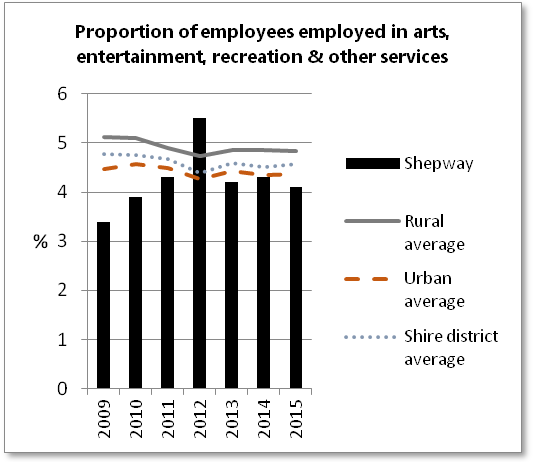 Proportion of employees employed in arts,
entertainment, recreation & other services
6
5
4
3
2
1
0
%
2009
2010
2011
2012
2013
2014
2015
Shepway
Rural
average
Urban
average
Shire district
average